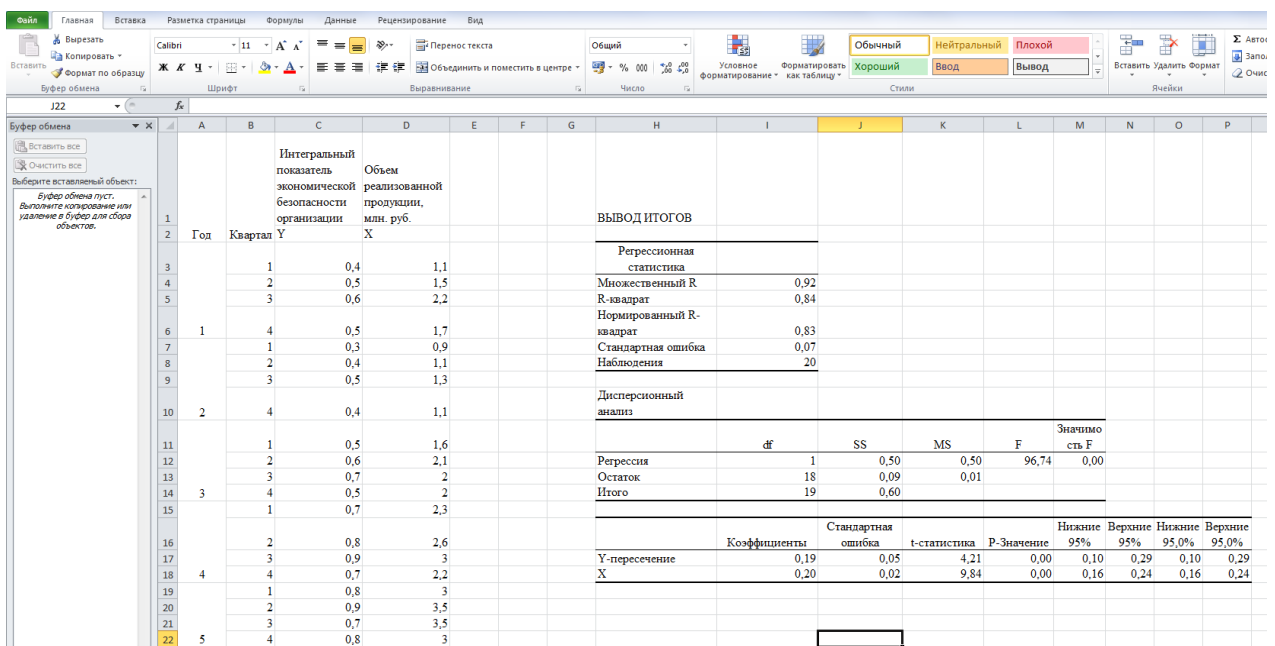 Файл Главная Вставка Разметка страницы Формулы Данные Рецензирование Вид
Вырезать
Копировать
Формат по образцу
Вставить
Буфер обмена
Calibri 11
Ж К Ч
Шрифт
Перенос текста
Объединить и поместить в центре
Выравнивание
Общий
% 000
Число
Условное форматирование
Форматировать как таблицу
Обычный Нейтральный Плохой
Хороший Ввод Вывод
Стили
Вставить Удалить Формат
Ячейки
Σ Авто
Запо
Очис
J22 fx
Буфер обмена
Вставить все
Очистить все
Выберите вставляемый объект:
Буфер обмена пуст.
Выполните копирование или
удаление в буфер для сбора
объектов.
A B C D E F G H I J K L M N O P
1 Интегральный показатель экономической безопасности организации Объем реализованной продукции, млн. руб. ВЫВОД ИТОГОВ
2 Год Квартал Y X
3 1 0,4 1,1 Регрессионная статистика
4 2 0,5 1,5 Множественный R 0,92
5 3 0,6 2,2 R-квадрат 0,84
6 1 4 0,5 1,7 Нормированный R-квадрат 0,83
7 1 0,3 0,9 Стандартная ошибка 0,07
8 2 0,4 1,1 Наблюдения 20
9 3 0,5 1,3
10 2 4 0,4 1,1 Дисперсионный анализ
11 1 0,5 1,6 df SS MS F Значимость F
12 2 0,6 2,1 Регрессия 1 0,50 0,50 96,74 0,00
13 3 0,7 2 Остаток 18 0,09 0,01
14 3 4 0,5 2 Итого 19 0,60
15 1 0,7 2,3
16 2 0,8 2,6 Коэффициенты Стандартная ошибка t-статистика P-Значение Нижние 95% Верхние 95% Нижние 95,0% Верхние 95,0%
17 3 0,9 3 Y-пересечение 0,19 0,05 4,21 0,00 0,10 0,29 0,10 0,29
18 4 4 0,7 2,2 X 0,20 0,02 9,84 0,00 0,16 0,24 0,16 0,24
19 1 0,8 3
20 2 0,9 3,5
21 3 0,7 3,5
22 5 4 0,8 3